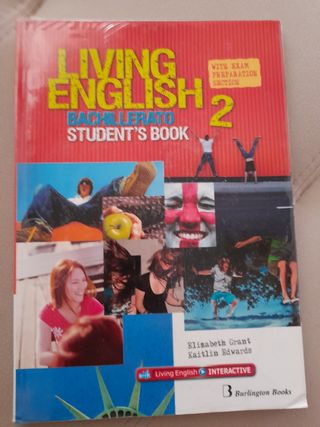 LIVING
ENGLISH 2
BACHILLERATO
STUDENT'S BOOK
WITH EXAM
PREPARATION
SECTION
Elizabeth Grant
Kaitlin Edwards
with Living English INTERACTIVE
Burlington Books